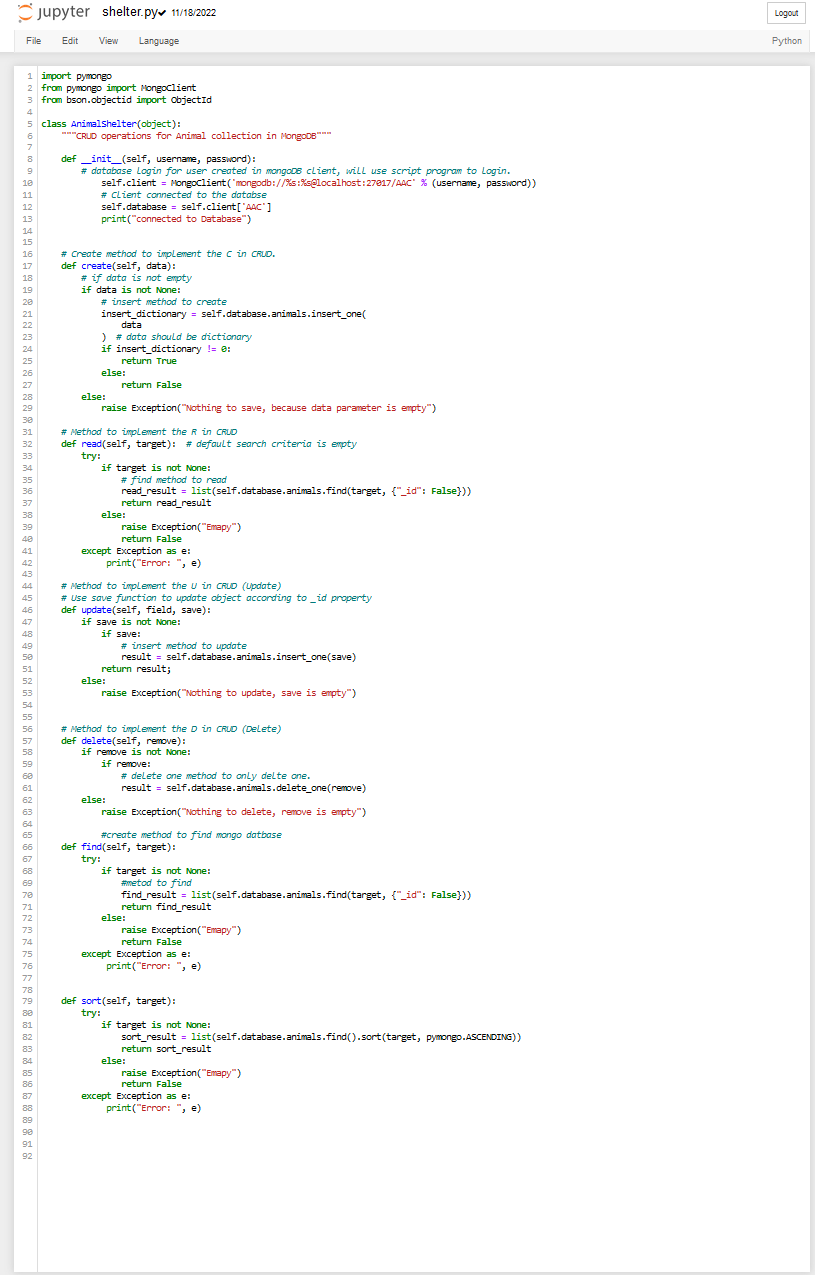 jupyter shelter.py✔ 11/18/2022
Logout
File Edit View Language
Python
1 import pymongo
2 from pymongo import MongoClient
3 from bson.objectid import ObjectId
4
5 class AnimalShelter(object):
6     """CRUD operations for Animal collection in MongoDB"""
7
8     def __init__(self, username, password):
9         # database login for user created in mongoDB client, will use script program to login.
10             self.client = MongoClient('mongodb://%s:%s@localhost:27017/AAC' % (username, password))
11             # Client connected to the databse
12             self.database = self.client['AAC']
13             print("connected to Database")
14
15
16     # Create method to implement the C in CRUD.
17     def create(self, data):
18         # if data is not empty
19         if data is not None:
20             # insert method to create
21             insert_dictionary = self.database.animals.insert_one(
22                 data
23             )  # data should be dictionary
24             if insert_dictionary != 0:
25                 return True
26             else:
27                 return False
28         else:
29             raise Exception("Nothing to save, because data parameter is empty")
30
31     # Method to implement the R in CRUD
32     def read(self, target):  # default search criteria is empty
33         try:
34             if target is not None:
35                 # find method to read
36                 read_result = list(self.database.animals.find(target, {"_id": False}))
37                 return read_result
38             else:
39                 raise Exception("Emapy")
40                 return False
41         except Exception as e:
42              print("Error: ", e)
43
44     # Method to implement the U in CRUD (Update)
45     # Use save function to update object according to _id property
46     def update(self, field, save):
47         if save is not None:
48             if save:
49                 # insert method to update
50                 result = self.database.animals.insert_one(save)
51             return result;
52         else:
53             raise Exception("Nothing to update, save is empty")
54
55
56     # Method to implement the D in CRUD (Delete)
57     def delete(self, remove):
58         if remove is not None:
59             if remove:
60                 # delete one method to only delte one.
61                 result = self.database.animals.delete_one(remove)
62         else:
63             raise Exception("Nothing to delete, remove is empty")
64
65             #create method to find mongo datbase
66     def find(self, target):
67         try:
68             if target is not None:
69                 #metod to find
70                 find_result = list(self.database.animals.find(target, {"_id": False}))
71                 return find_result
72             else:
73                 raise Exception("Emapy")
74                 return False
75         except Exception as e:
76              print("Error: ", e)
77
78
79     def sort(self, target):
80         try:
81             if target is not None:
82                 sort_result = list(self.database.animals.find().sort(target, pymongo.ASCENDING))
83                 return sort_result
84             else:
85                 raise Exception("Emapy")
86                 return False
87         except Exception as e:
88              print("Error: ", e)
89
90
91
92